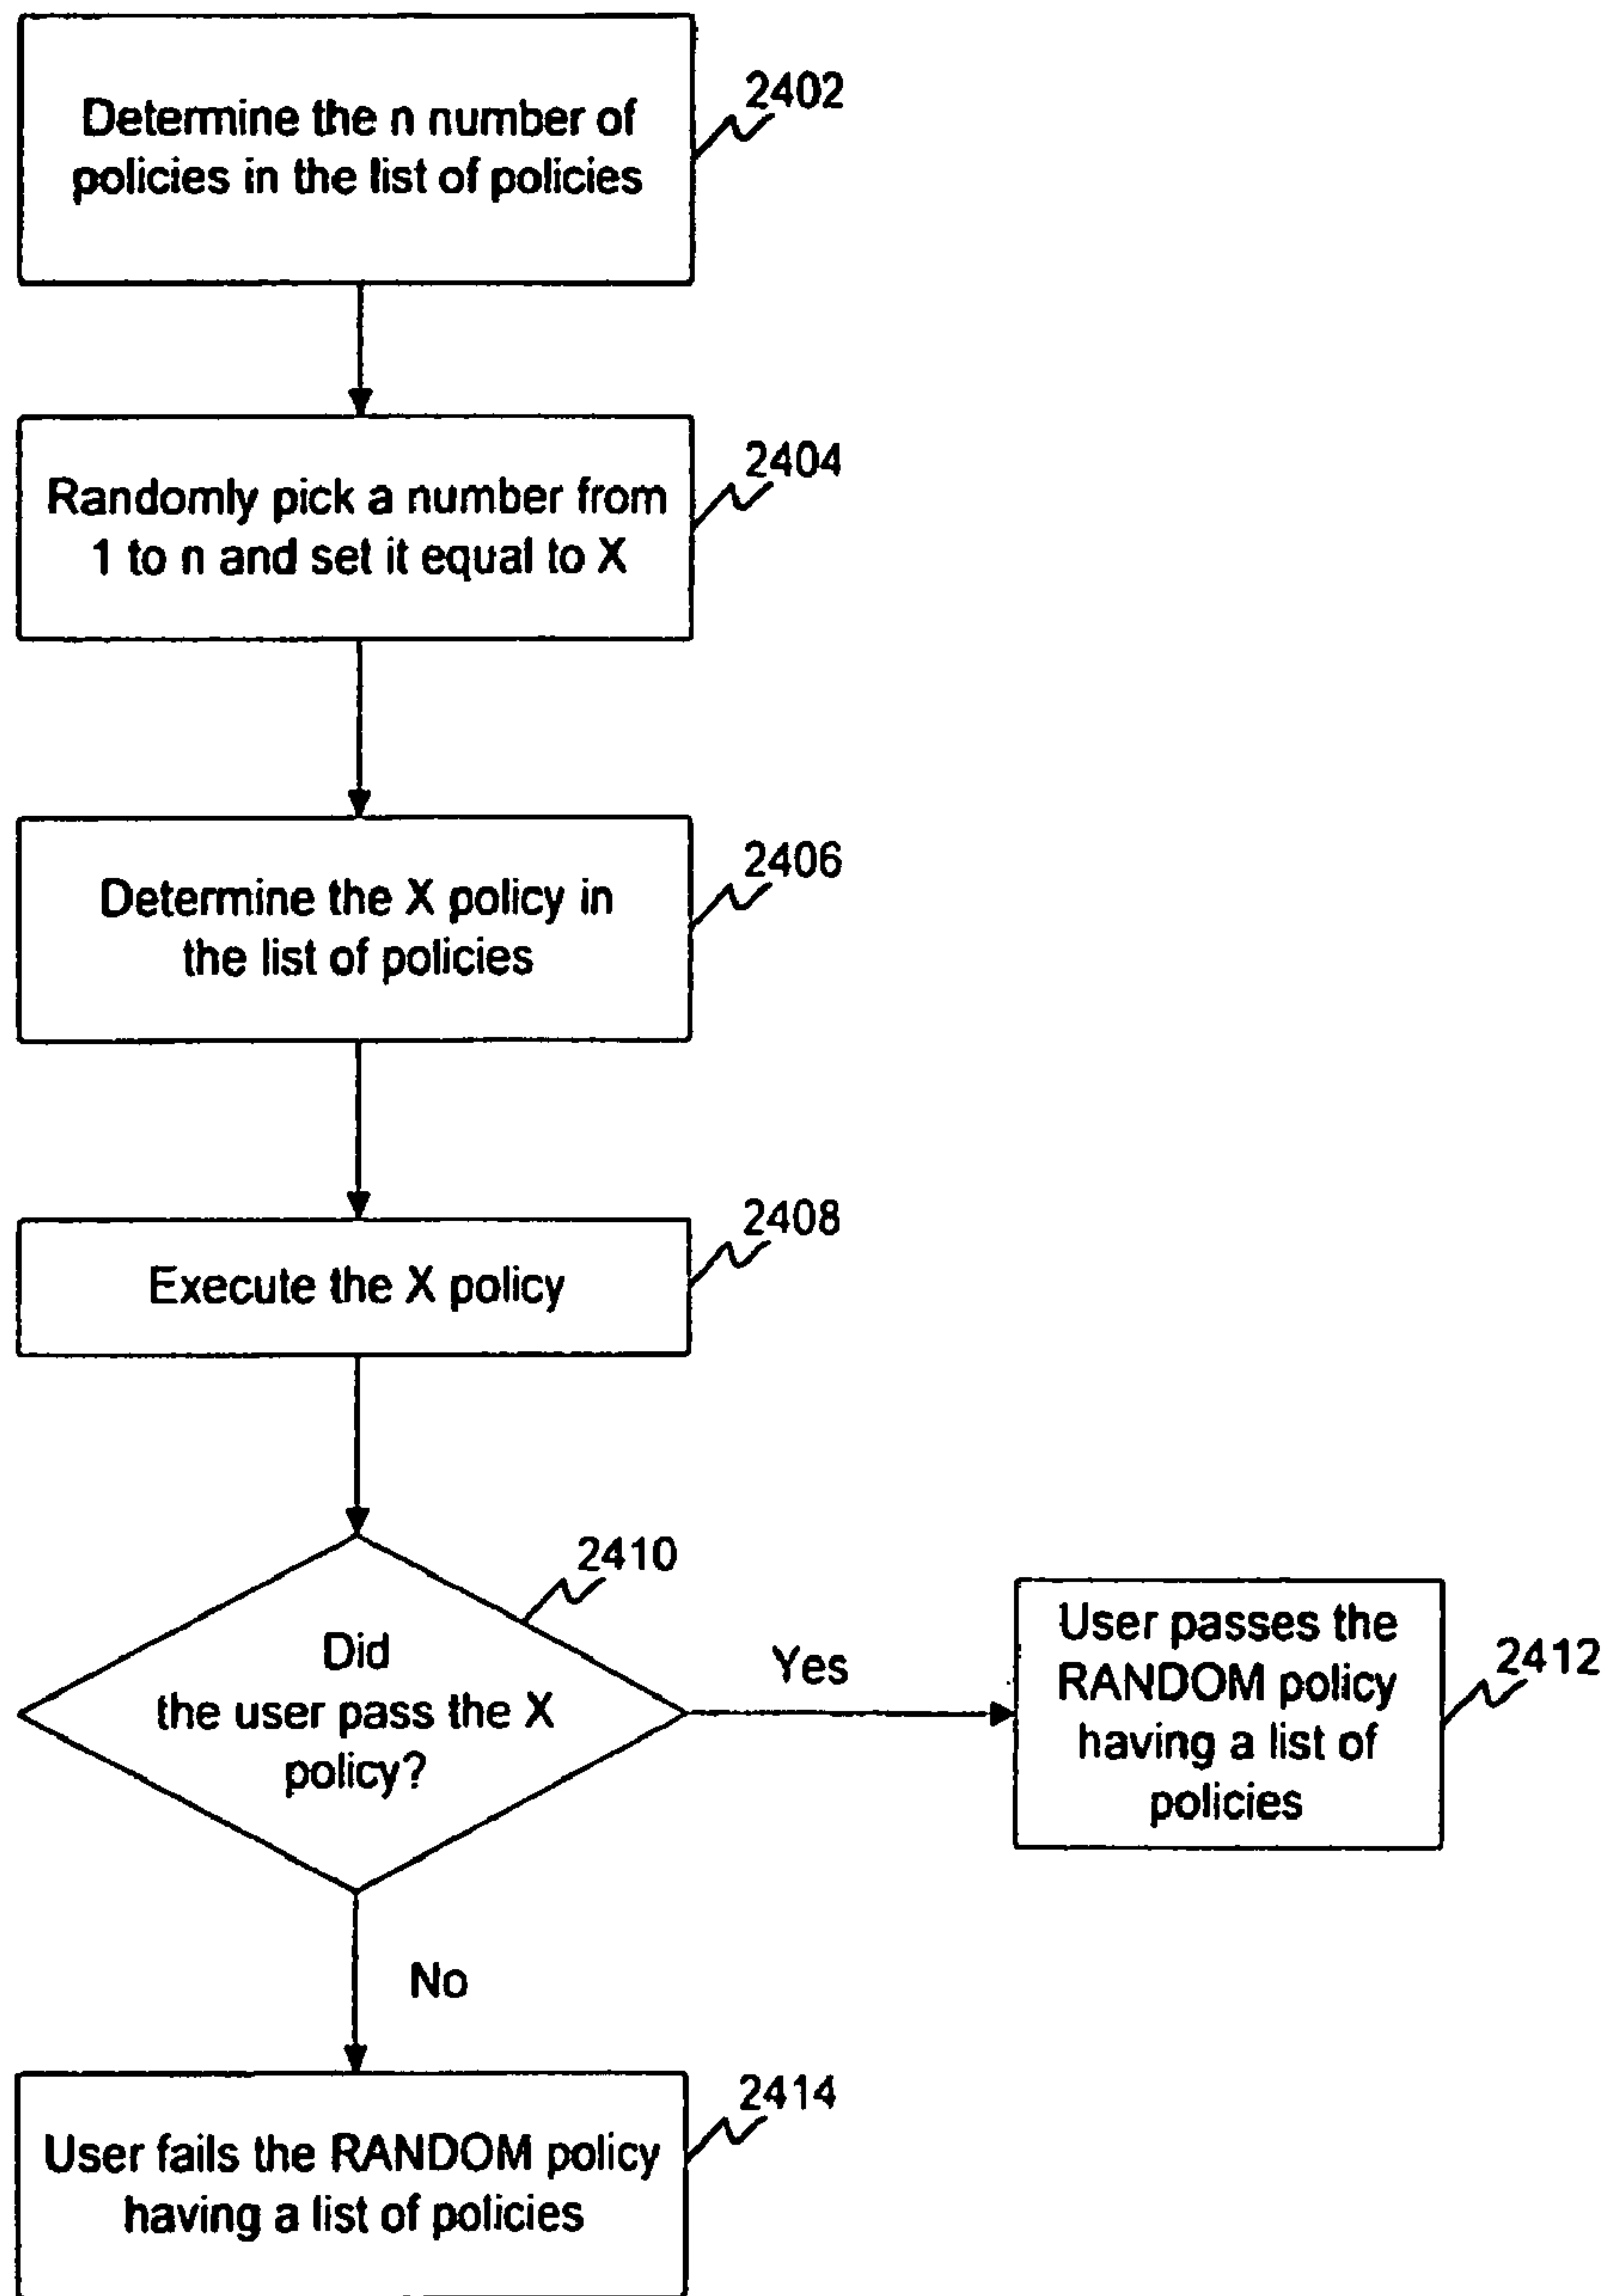 Determine the n number of
policies in the list of policies
2402
Randomly pick a number from
1 to n and set it equal to X
2404
Determine the X policy in
the list of policies
2406
Execute the X policy
2408
Did
the user pass the X
policy?
2410
Yes
User passes the
RANDOM policy
having a list of
policies
2412
No
User fails the RANDOM policy
having a list of policies
2414